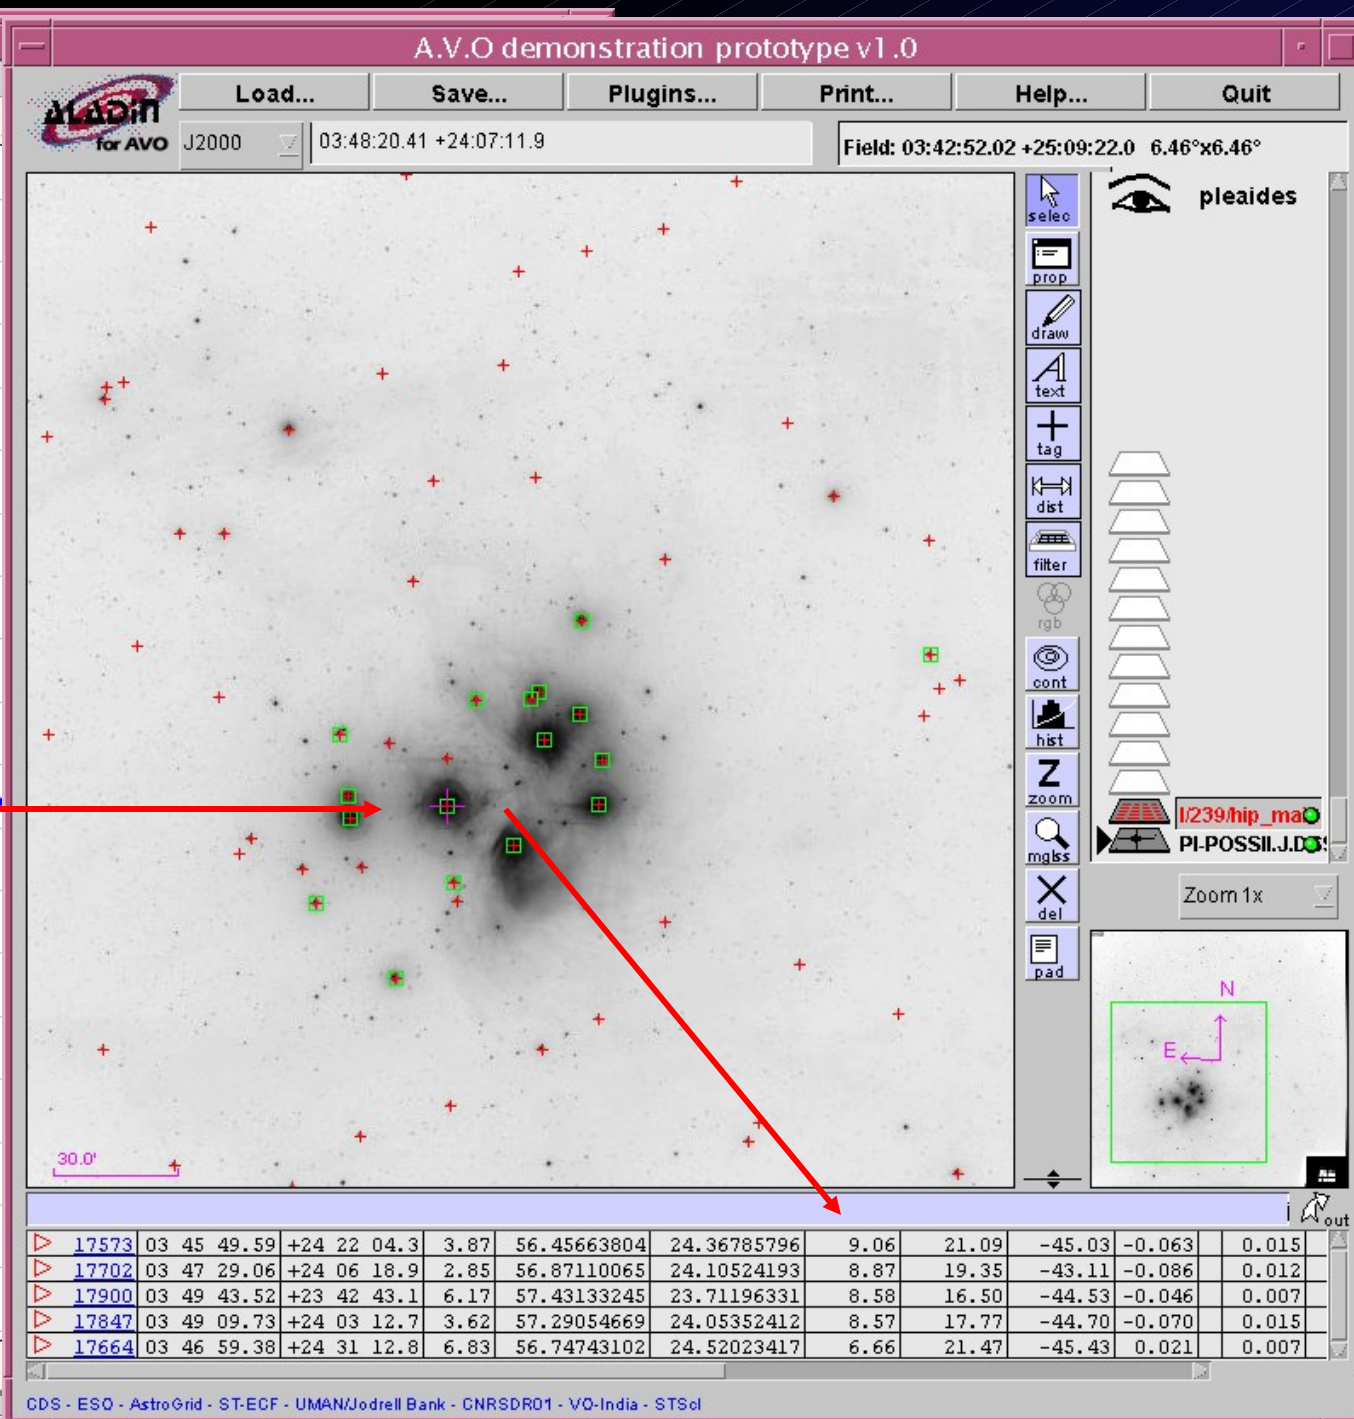 A.V.O demonstration prototype v1.0
ALADIN for AVO
Load... Save... Plugins... Print... Help... Quit
J2000 03:48:20.41 +24:07:11.9 Field: 03:42:52.02 +25:09:22.0 6.46°x6.46°
selec
prop
draw
text
tag
dist
filter
rgb
cont
hist
Z
zoom
mglss
del
pad
pleaides
I/239/hip_ma
PI-POSSII.J.D
Zoom 1x
N
E
30.0'
out
17573 03 45 49.59 +24 22 04.3 3.87 56.45663804 24.36785796 9.06 21.09 -45.03 -0.063 0.015
17702 03 47 29.06 +24 06 18.9 2.85 56.87110065 24.10524193 8.87 19.35 -43.11 -0.086 0.012
17900 03 49 43.52 +23 42 43.1 6.17 57.43133245 23.71196331 8.58 16.50 -44.53 -0.046 0.007
17847 03 49 09.73 +24 03 12.7 3.62 57.29054669 24.05352412 8.57 17.77 -44.70 -0.070 0.015
17664 03 46 59.38 +24 31 12.8 6.83 56.74743102 24.52023417 6.66 21.47 -45.43 0.021 0.007
CDS - ESO - AstroGrid - ST-ECF - UMAN/Jodrell Bank - CNRSDR01 - VO-India - STScI